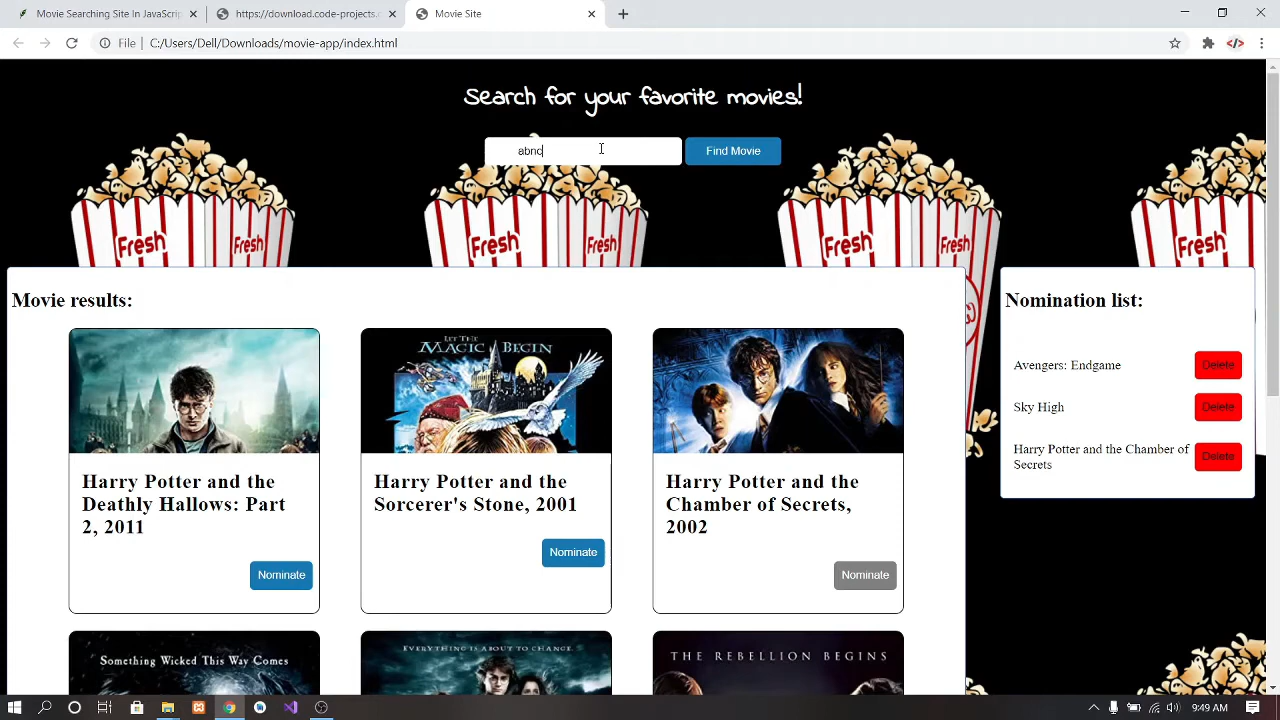 Movie Searching Site In JavaScrip
https://download.code-projects.o
Movie Site
File
C:/Users/Dell/Downloads/movie-app/index.html
Search for your favorite movies!
abnc
Find Movie
Fresh Fresh Fresh Fresh Fresh Fresh Fresh
Movie results:
LET THE
MAGIC BEGIN
Harry Potter and the
Deathly Hallows: Part
2, 2011
Nominate
Harry Potter and the
Sorcerer's Stone, 2001
Nominate
Harry Potter and the
Chamber of Secrets,
2002
Nominate
SOMETHING WICKED THIS WAY COMES
EVERYTHING IS ABOUT TO CHANGE
THE REBELLION BEGINS
Nomination list:
Avengers: Endgame
Delete
Sky High
Delete
Harry Potter and the Chamber of
Secrets
Delete
9:49 AM